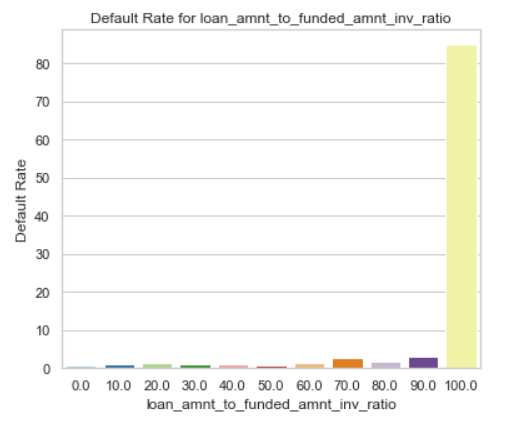 Default Rate for loan_amnt_to_funded_amnt_inv_ratio
Default Rate
80
70
60
50
40
30
20
10
0
0.0 10.0 20.0 30.0 40.0 50.0 60.0 70.0 80.0 90.0 100.0
loan_amnt_to_funded_amnt_inv_ratio